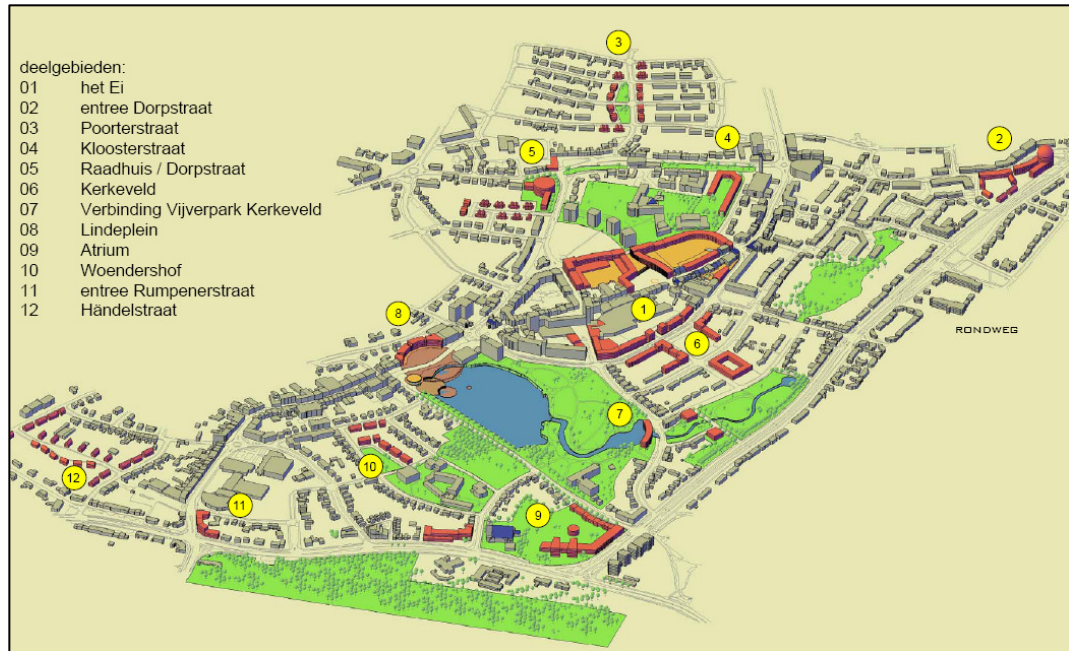 deelgebieden:
01 het Ei
02 entree Dorpstraat
03 Poorterstraat
04 Kloosterstraat
05 Raadhuis / Dorpstraat
06 Kerkeveld
07 Verbinding Vijverpark Kerkeveld
08 Lindeplein
09 Atrium
10 Woendershof
11 entree Rumpenerstraat
12 Händelstraat
3
4
2
5
1
8
RONDWEG
6
7
10
12
11
9